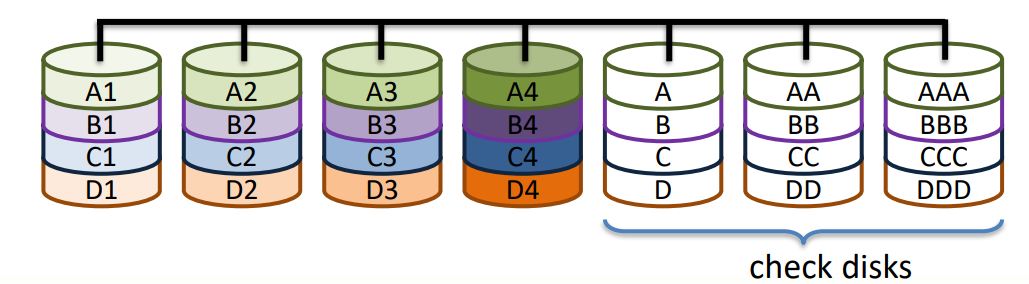 A1 A2 A3 A4 A AA AAA
B1 B2 B3 B4 B BB BBB
C1 C2 C3 C4 C CC CCC
D1 D2 D3 D4 D DD DDD
check disks